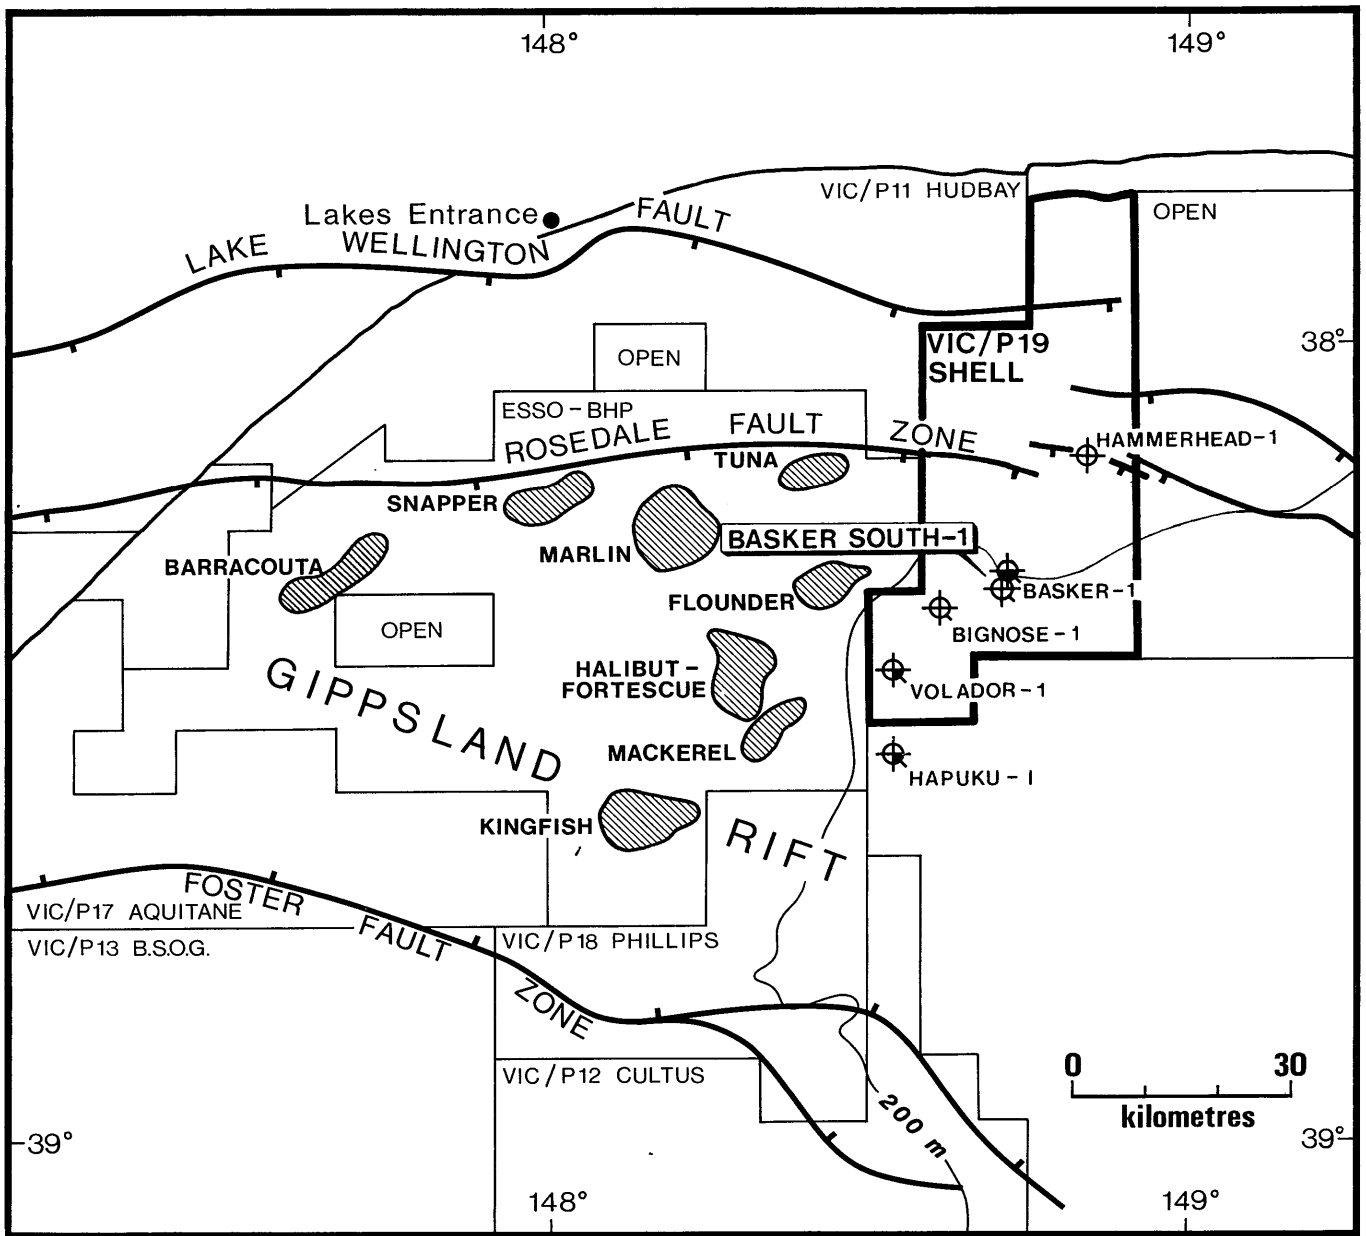 148°
149°
VIC/P11 HUDBAY
OPEN
Lakes Entrance
LAKE WELLINGTON FAULT
38°
OPEN
VIC/P19
SHELL
ESSO-BHP
ROSEDALE FAULT ZONE
HAMMERHEAD-1
TUNA
SNAPPER
MARLIN
BASKER SOUTH-1
BARRACOUTA
BASKER-1
FLOUNDER
OPEN
BIGNOSE-1
HALIBUT-
FORTESCUE
VOLADOR-1
GIPPSLAND RIFT
MACKEREL
HAPUKU-1
KINGFISH
FOSTER FAULT ZONE
VIC/P17 AQUITANE
VIC/P13 B.S.O.G.
VIC/P18 PHILLIPS
VIC/P12 CULTUS
200 m
0 30
kilometres
39°
39°
148°
149°